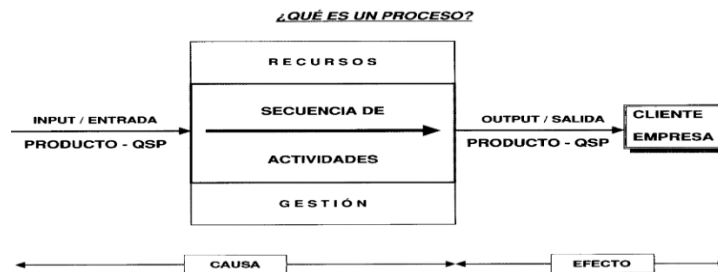 ¿QUÉ ES UN PROCESO?
RECURSOS
INPUT / ENTRADA
PRODUCTO - QSP
SECUENCIA DE
ACTIVIDADES
OUTPUT / SALIDA
PRODUCTO - QSP
CLIENTE
EMPRESA
GESTIÓN
CAUSA
EFECTO